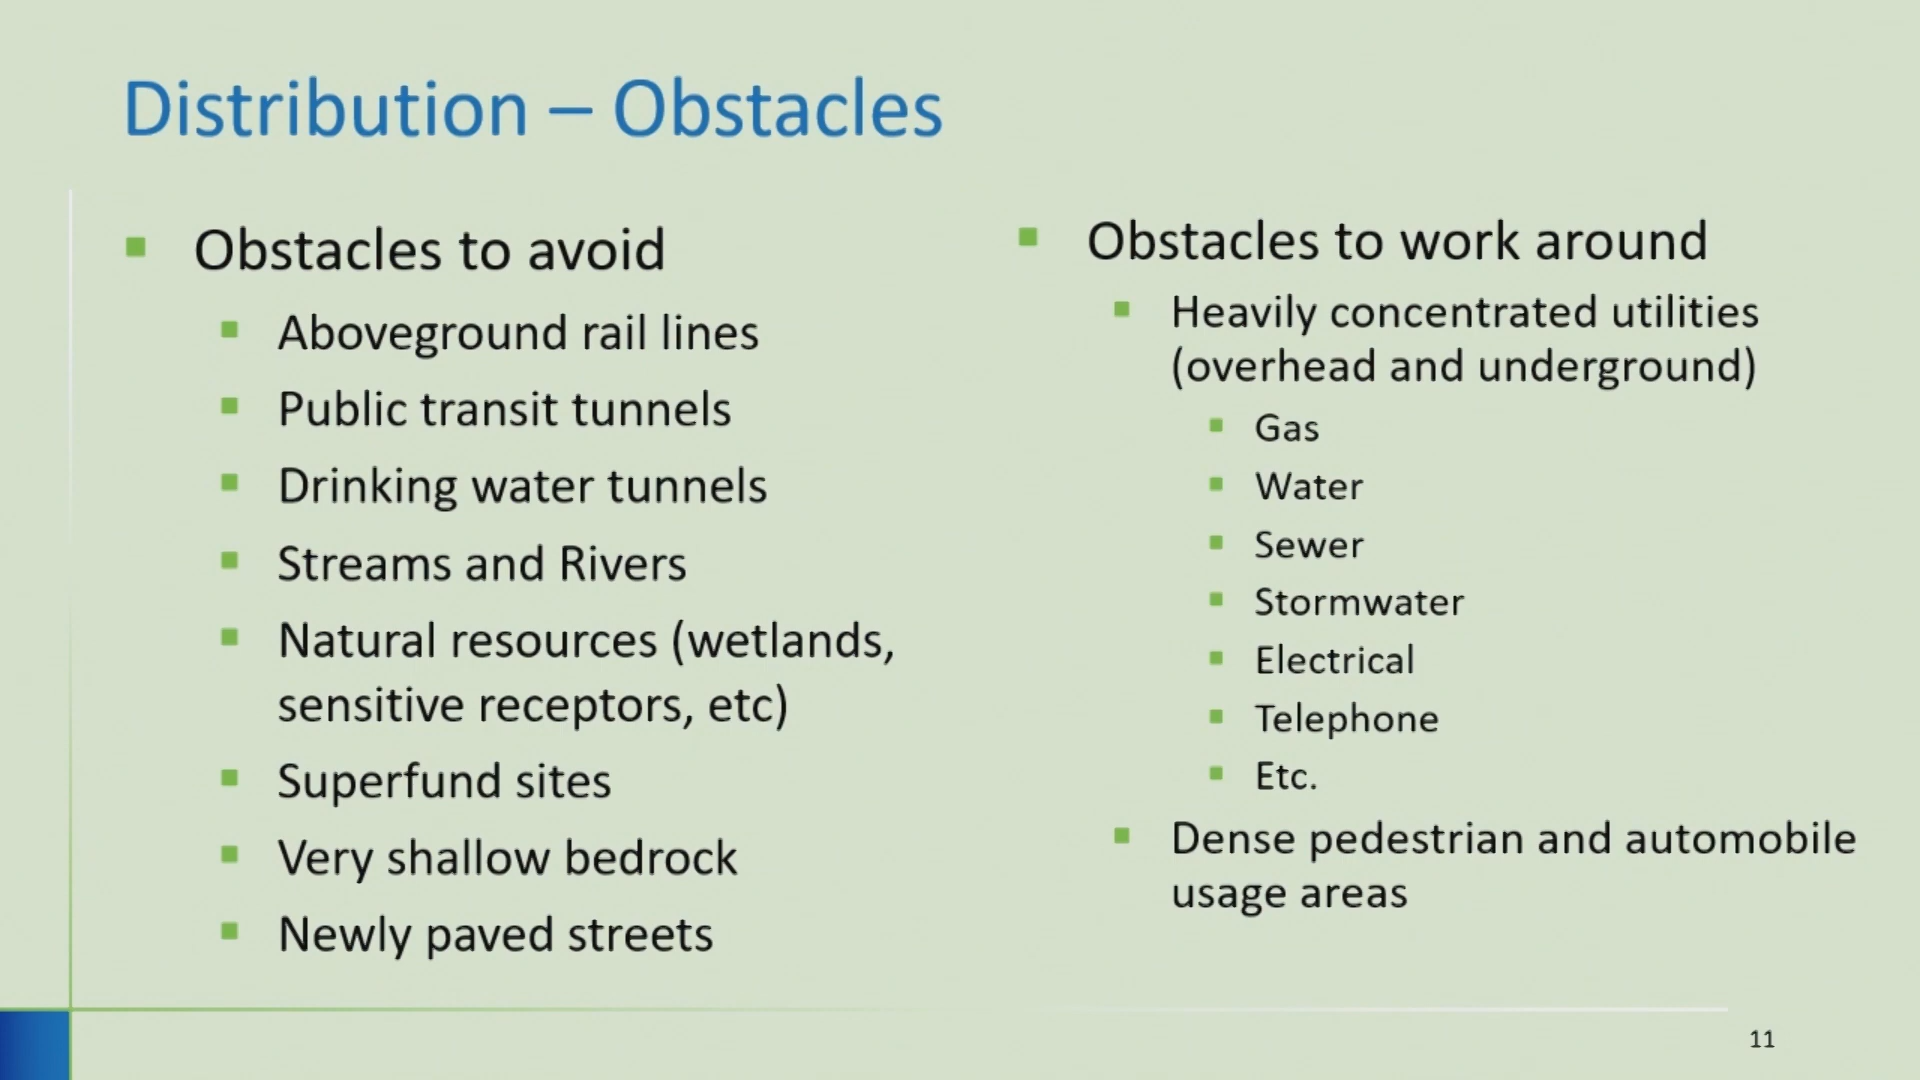 Distribution – Obstacles
Obstacles to avoid
Aboveground rail lines
Public transit tunnels
Drinking water tunnels
Streams and Rivers
Natural resources (wetlands,
sensitive receptors, etc)
Superfund sites
Very shallow bedrock
Newly paved streets
Obstacles to work around
Heavily concentrated utilities
(overhead and underground)
Gas
Water
Sewer
Stormwater
Electrical
Telephone
Etc.
Dense pedestrian and automobile
usage areas
11